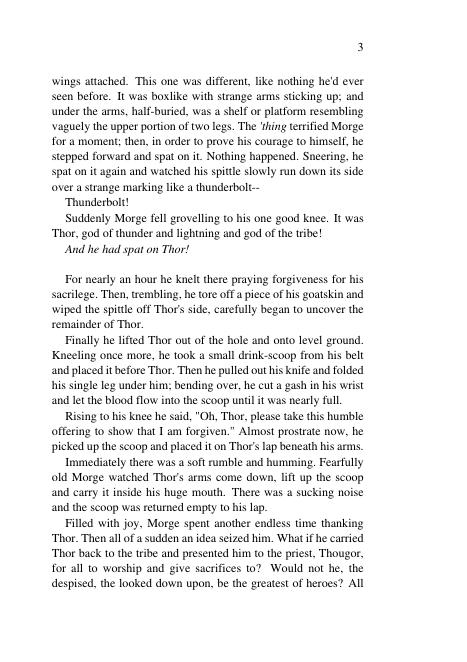 3
wings attached. This one was different, like nothing he'd ever
seen before. It was boxlike with strange arms sticking up; and
under the arms, half-buried, was a shelf or platform resembling
vaguely the upper portion of two legs. The 'thing terrified Morge
for a moment; then, in order to prove his courage to himself, he
stepped forward and spat on it. Nothing happened. Sneering, he
spat on it again and watched his spittle slowly run down its side
over a strange marking like a thunderbolt--
Thunderbolt!
Suddenly Morge fell grovelling to his one good knee. It was
Thor, god of thunder and lightning and god of the tribe!
And he had spat on Thor!
For nearly an hour he knelt there praying forgiveness for his
sacrilege. Then, trembling, he tore off a piece of his goatskin and
wiped the spittle off Thor's side, carefully began to uncover the
remainder of Thor.
Finally he lifted Thor out of the hole and onto level ground.
Kneeling once more, he took a small drink-scoop from his belt
and placed it before Thor. Then he pulled out his knife and folded
his single leg under him; bending over, he cut a gash in his wrist
and let the blood flow into the scoop until it was nearly full.
Rising to his knee he said, "Oh, Thor, please take this humble
offering to show that I am forgiven." Almost prostrate now, he
picked up the scoop and placed it on Thor's lap beneath his arms.
Immediately there was a soft rumble and humming. Fearfully
old Morge watched Thor's arms come down, lift up the scoop
and carry it inside his huge mouth. There was a sucking noise
and the scoop was returned empty to his lap.
Filled with joy, Morge spent another endless time thanking
Thor. Then all of a sudden an idea seized him. What if he carried
Thor back to the tribe and presented him to the priest, Thougor,
for all to worship and give sacrifices to? Would not he, the
despised, the looked down upon, be the greatest of heroes? All